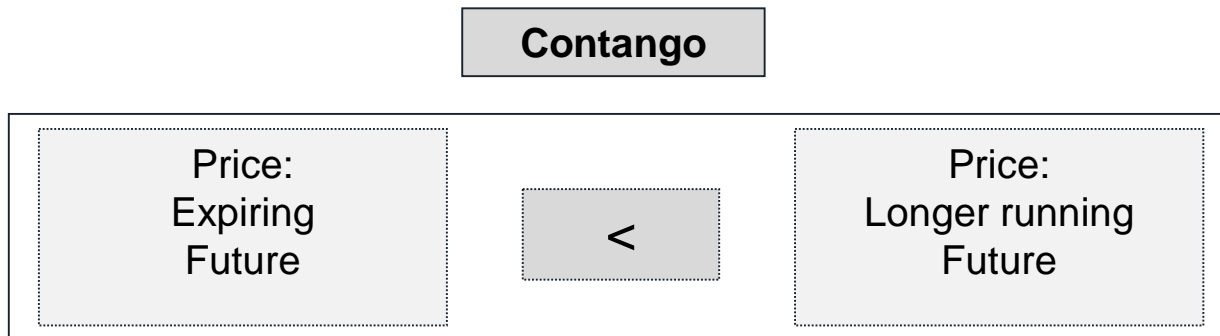 Contango
Price:
Expiring
Future
<
Price:
Longer running
Future